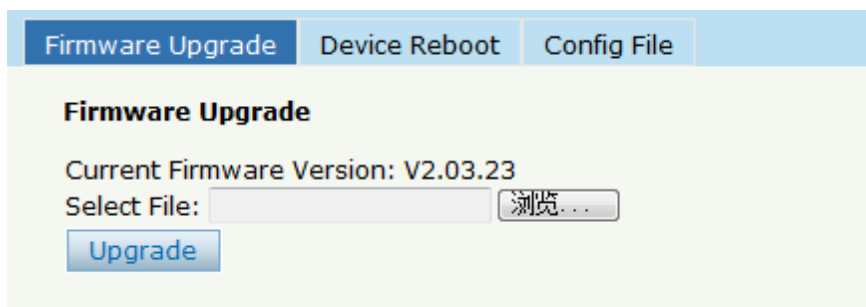 Firmware Upgrade Device Reboot Config File
Firmware Upgrade
Current Firmware Version: V2.03.23
Select File: 浏览...
Upgrade